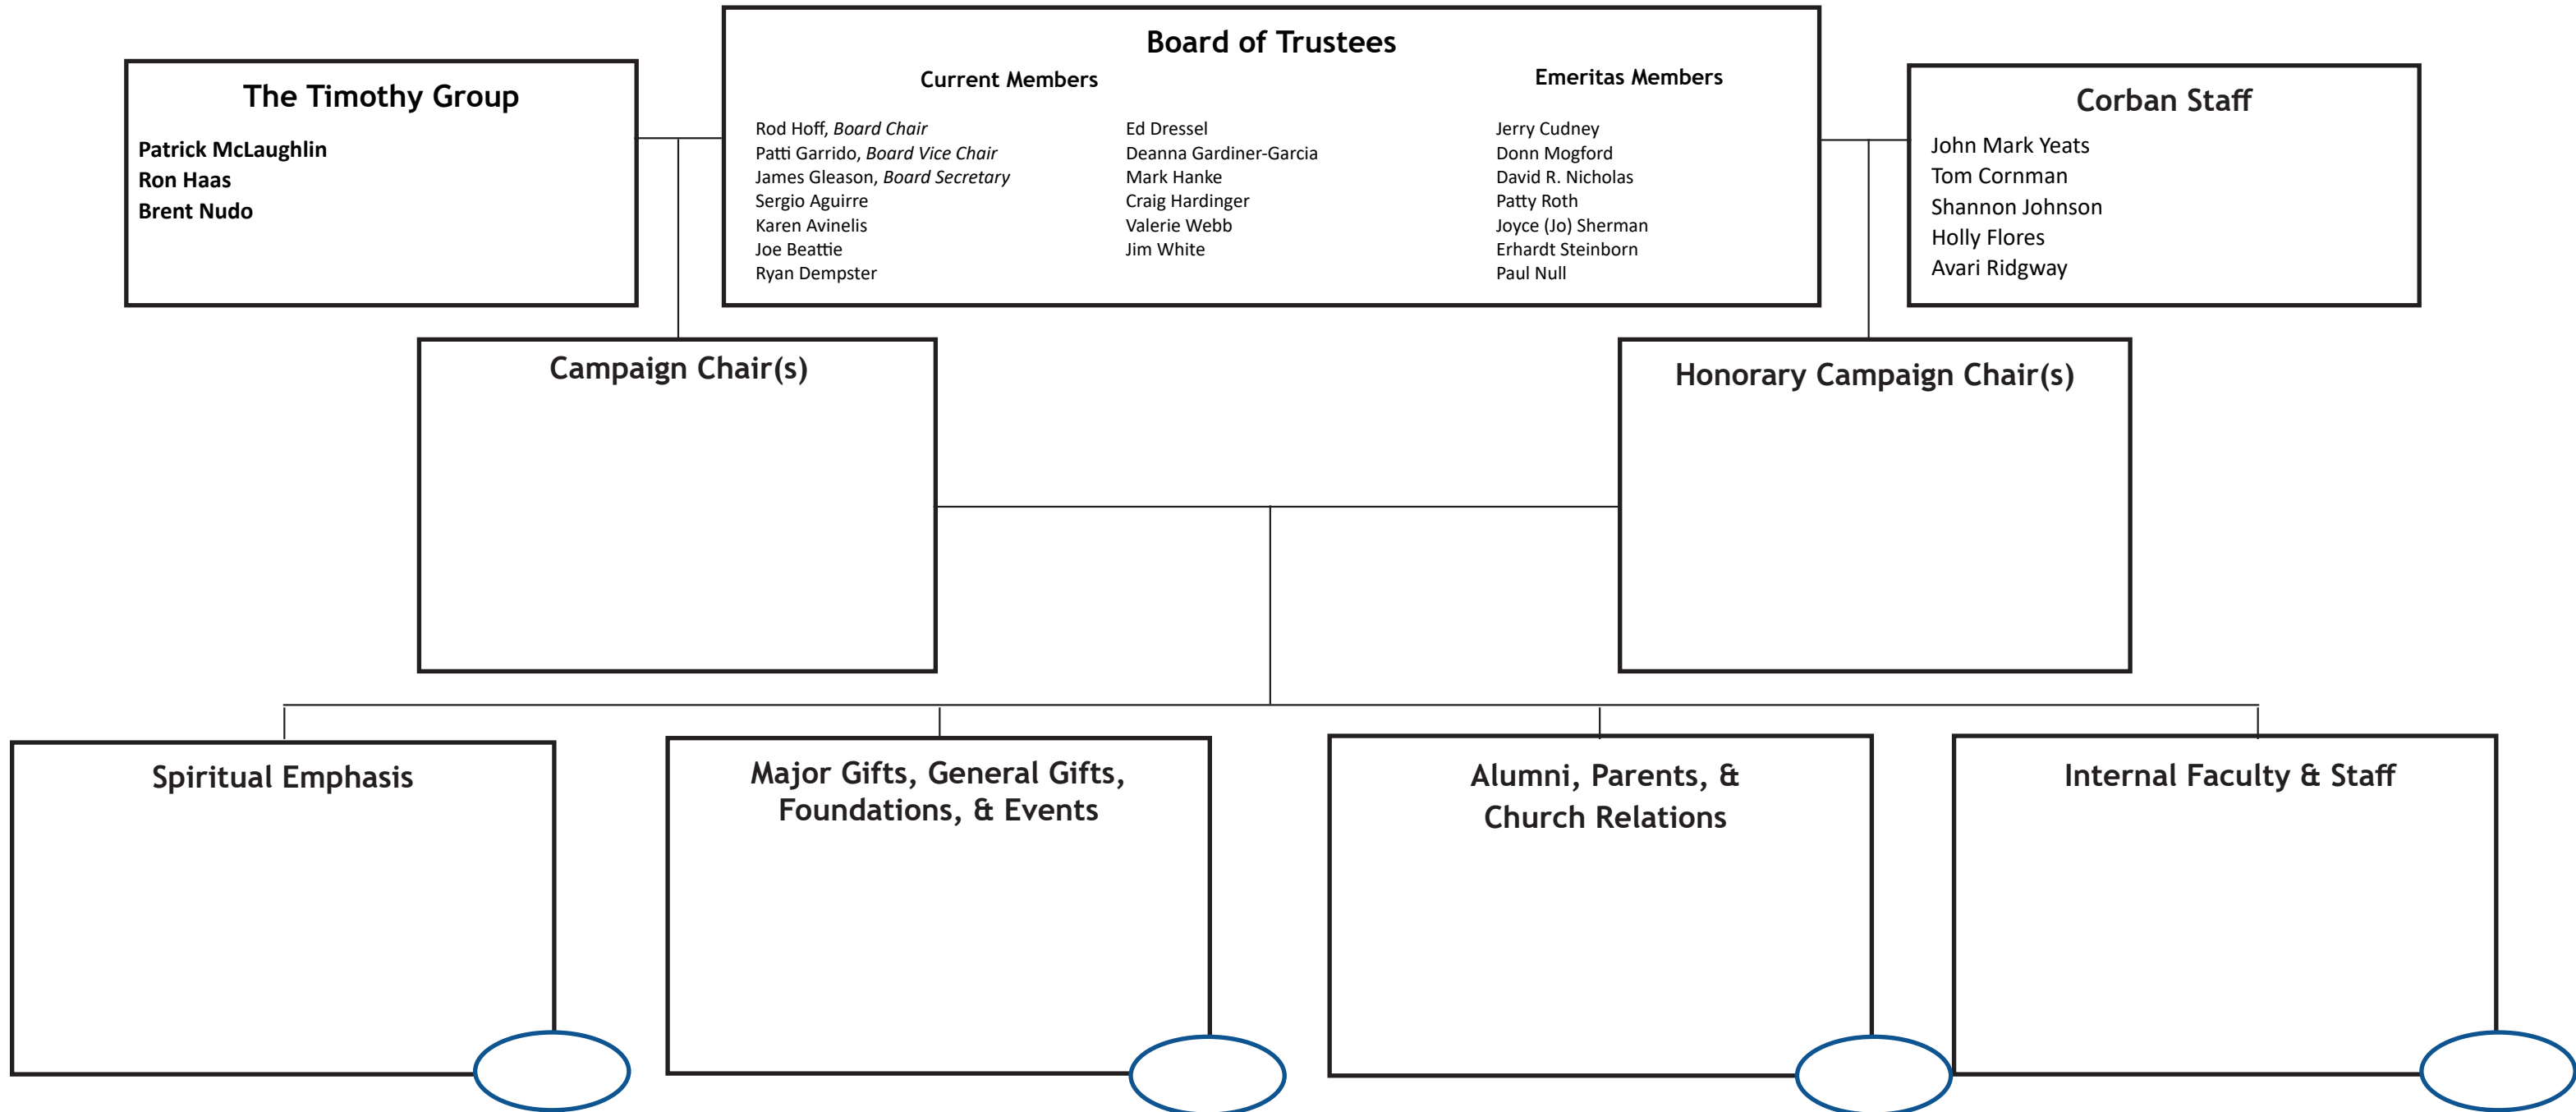 Board of Trustees
The Timothy Group
Patrick McLaughlin
Ron Haas
Brent Nudo
Current Members
Rod Hoff, Board Chair
Patti Garrido, Board Vice Chair
James Gleason, Board Secretary
Sergio Aguirre
Karen Avinelis
Joe Beattie
Ryan Dempster
Ed Dressel
Deanna Gardiner-Garcia
Mark Hanke
Craig Hardinger
Valerie Webb
Jim White
Emeritas Members
Jerry Cudney
Donn Mogford
David R. Nicholas
Patty Roth
Joyce (Jo) Sherman
Erhardt Steinborn
Paul Null
Corban Staff
John Mark Yeats
Tom Cornman
Shannon Johnson
Holly Flores
Avari Ridgway
Campaign Chair(s)
Honorary Campaign Chair(s)
Spiritual Emphasis
Major Gifts, General Gifts,
Foundations, & Events
Alumni, Parents, &
Church Relations
Internal Faculty & Staff